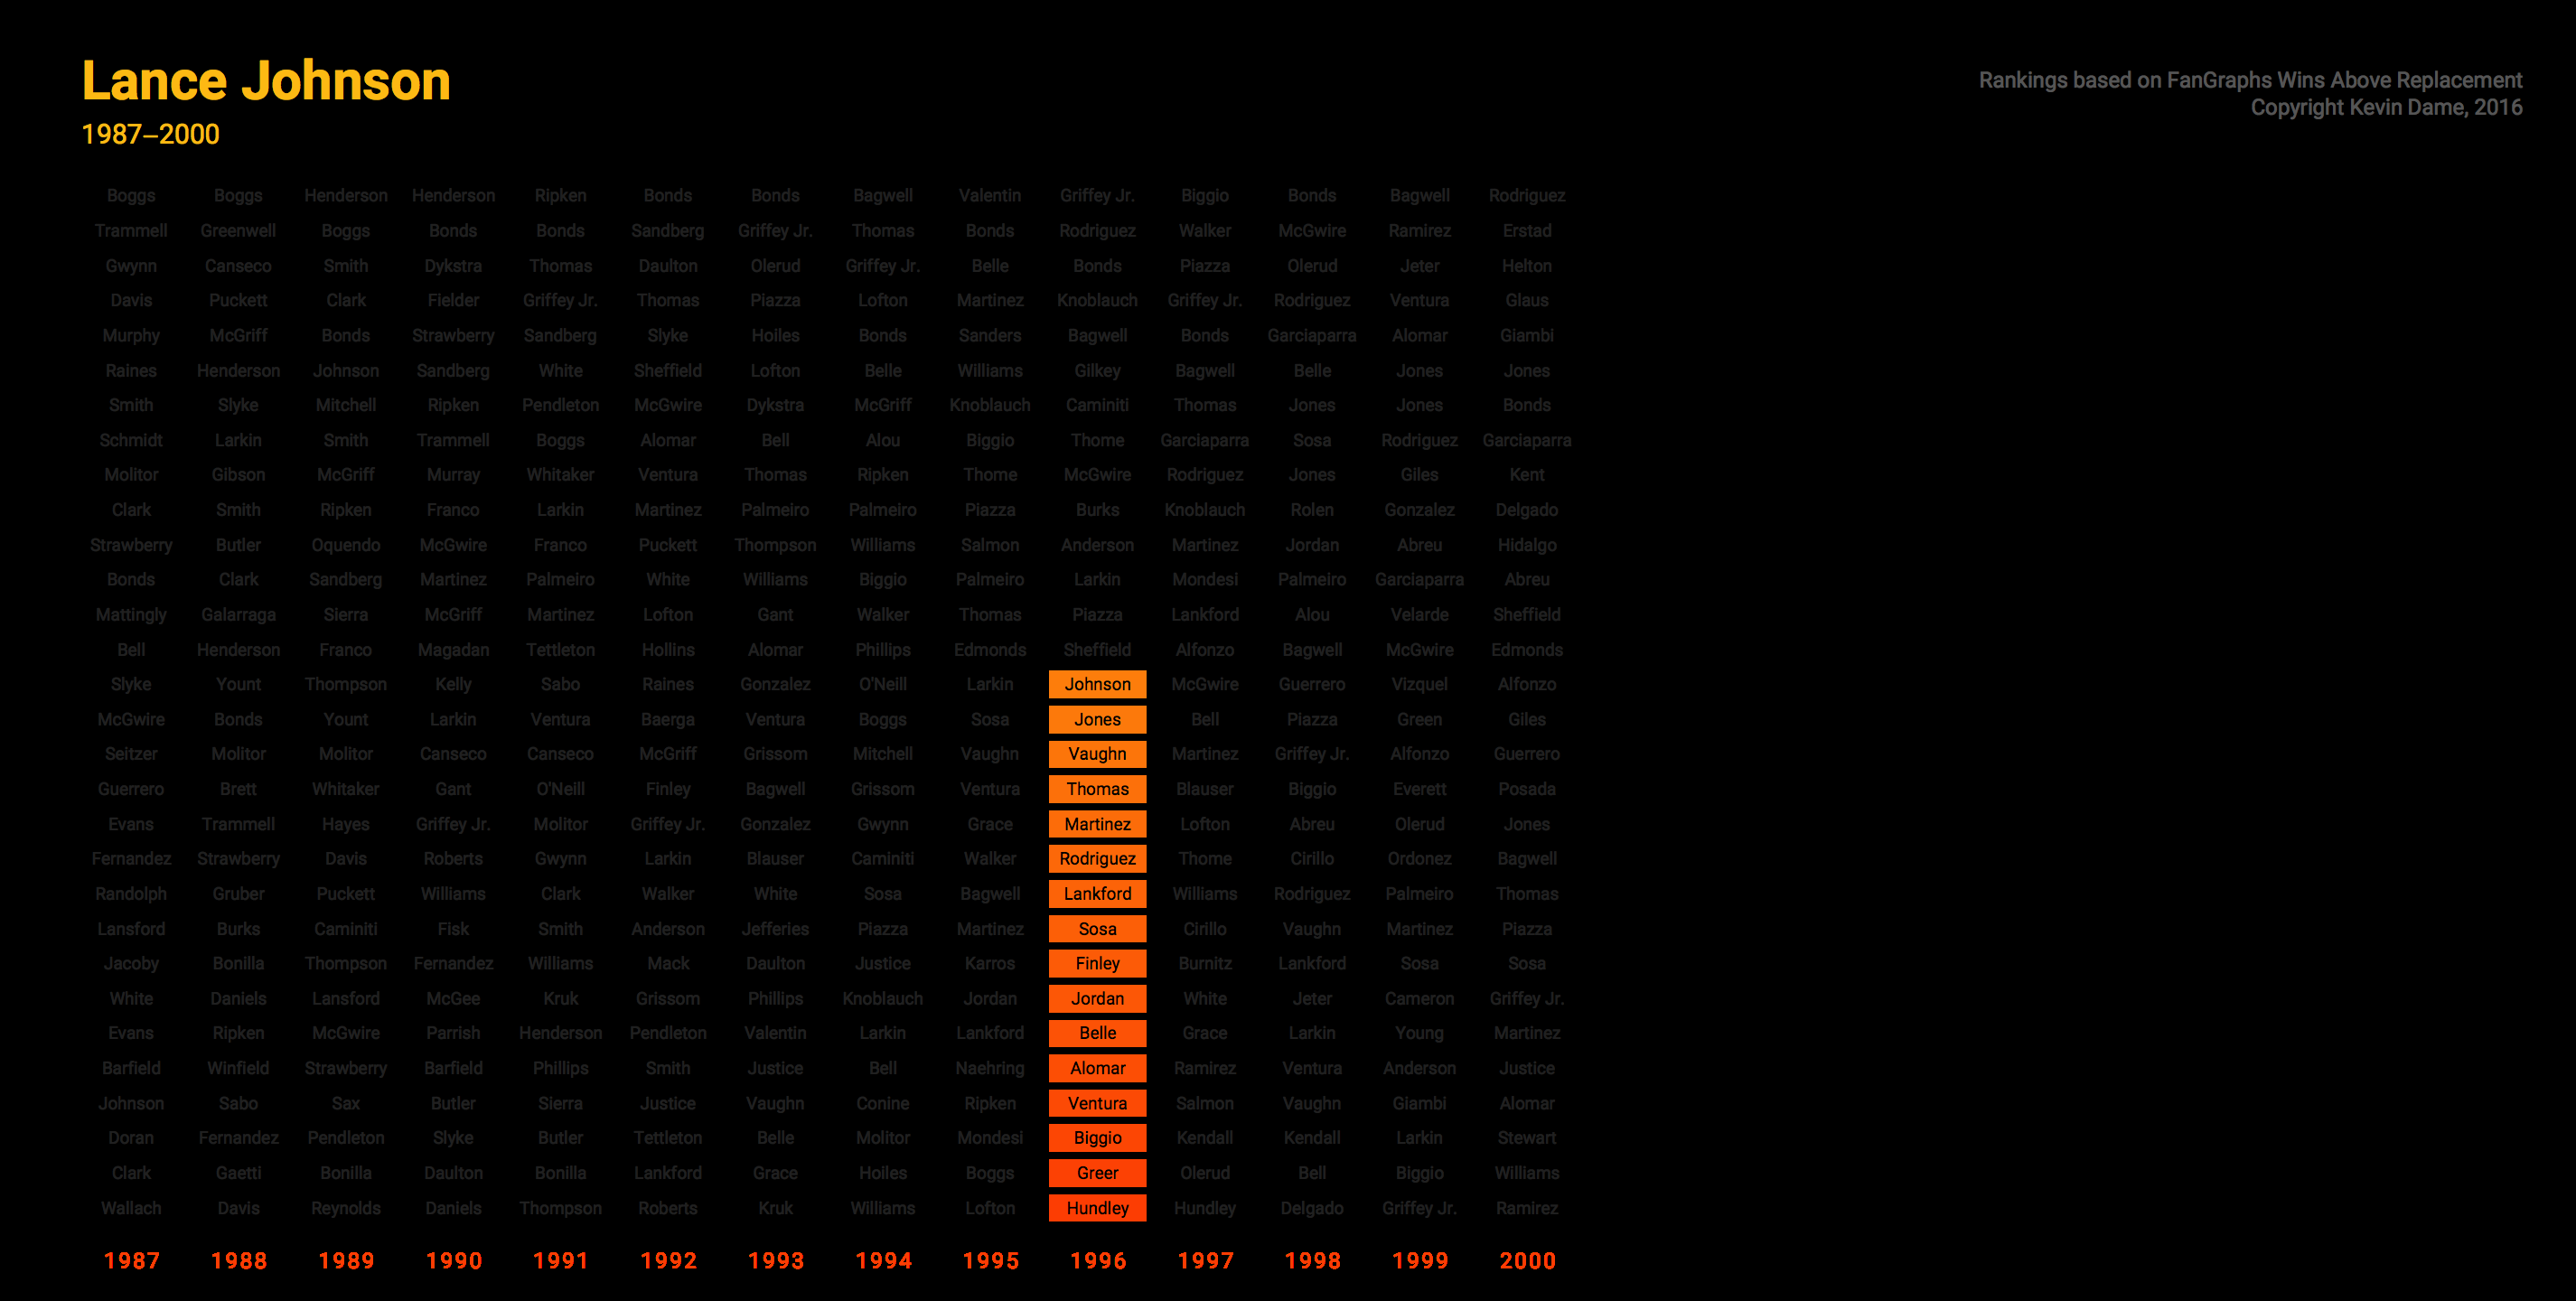 Lance Johnson
1987–2000
Rankings based on FanGraphs Wins Above Replacement
Copyright Kevin Dame, 2016
Boggs Boggs Henderson Henderson Ripken Bonds Bonds Bagwell Valentin Griffey Jr. Biggio Bonds Bagwell Rodriguez
Trammell Greenwell Boggs Bonds Bonds Sandberg Griffey Jr. Thomas Bonds Rodriguez Walker McGwire Ramirez Erstad
Gwynn Canseco Smith Dykstra Thomas Daulton Olerud Griffey Jr. Belle Bonds Piazza Olerud Jeter Helton
Davis Puckett Clark Fielder Griffey Jr. Thomas Piazza Lofton Martinez Knoblauch Griffey Jr. Rodriguez Ventura Glaus
Murphy McGriff Bonds Strawberry Sandberg Slyke Hoiles Bonds Sanders Bagwell Bonds Garciaparra Alomar Giambi
Raines Henderson Johnson Sandberg White Sheffield Lofton Belle Williams Gilkey Bagwell Belle Jones Jones
Smith Slyke Mitchell Ripken Pendleton McGwire Dykstra McGriff Knoblauch Caminiti Thomas Jones Jones Bonds
Schmidt Larkin Smith Trammell Boggs Alomar Bell Alou Biggio Thome Garciaparra Sosa Rodriguez Garciaparra
Molitor Gibson McGriff Murray Whitaker Ventura Thomas Ripken Thome McGwire Rodriguez Jones Giles Kent
Clark Smith Ripken Franco Larkin Martinez Palmeiro Palmeiro Piazza Burks Knoblauch Rolen Gonzalez Delgado
Strawberry Butler Oquendo McGwire Franco Puckett Thompson Williams Salmon Anderson Martinez Jordan Abreu Hidalgo
Bonds Clark Sandberg Martinez Palmeiro White Williams Biggio Palmeiro Larkin Mondesi Palmeiro Garciaparra Abreu
Mattingly Galarraga Sierra McGriff Martinez Lofton Gant Walker Thomas Piazza Lankford Alou Velarde Sheffield
Bell Henderson Franco Magadan Tettleton Hollins Alomar Phillips Edmonds Sheffield Alfonzo Bagwell McGwire Edmonds
Slyke Yount Thompson Kelly Sabo Raines Gonzalez O'Neill Larkin Johnson McGwire Guerrero Vizquel Alfonzo
McGwire Bonds Yount Larkin Ventura Baerga Ventura Boggs Sosa Jones Bell Piazza Green Giles
Seitzer Molitor Molitor Canseco Canseco McGriff Grissom Mitchell Vaughn Vaughn Martinez Griffey Jr. Alfonzo Guerrero
Guerrero Brett Whitaker Gant O'Neill Finley Bagwell Grissom Ventura Thomas Blauser Biggio Everett Posada
Evans Trammell Hayes Griffey Jr. Molitor Griffey Jr. Gonzalez Gwynn Grace Martinez Lofton Abreu Olerud Jones
Fernandez Strawberry Davis Roberts Gwynn Larkin Blauser Caminiti Walker Rodriguez Thome Cirillo Ordonez Bagwell
Randolph Gruber Puckett Williams Clark Walker White Sosa Bagwell Lankford Williams Rodriguez Palmeiro Thomas
Lansford Burks Caminiti Fisk Smith Anderson Jefferies Piazza Martinez Sosa Cirillo Vaughn Martinez Piazza
Jacoby Bonilla Thompson Fernandez Williams Mack Daulton Justice Karros Finley Burnitz Lankford Sosa Sosa
White Daniels Lansford McGee Kruk Grissom Phillips Knoblauch Jordan Jordan White Jeter Cameron Griffey Jr.
Evans Ripken McGwire Parrish Henderson Pendleton Valentin Larkin Lankford Belle Grace Larkin Young Martinez
Barfield Winfield Strawberry Barfield Phillips Smith Justice Bell Naehring Alomar Ramirez Ventura Anderson Justice
Johnson Sabo Sax Butler Sierra Justice Vaughn Conine Ripken Ventura Salmon Vaughn Giambi Alomar
Doran Fernandez Pendleton Slyke Butler Tettleton Belle Molitor Mondesi Biggio Kendall Kendall Larkin Stewart
Clark Gaetti Bonilla Daulton Bonilla Lankford Grace Hoiles Boggs Greer Olerud Bell Biggio Williams
Wallach Davis Reynolds Daniels Thompson Roberts Kruk Williams Lofton Hundley Hundley Delgado Griffey Jr. Ramirez
1987 1988 1989 1990 1991 1992 1993 1994 1995 1996 1997 1998 1999 2000